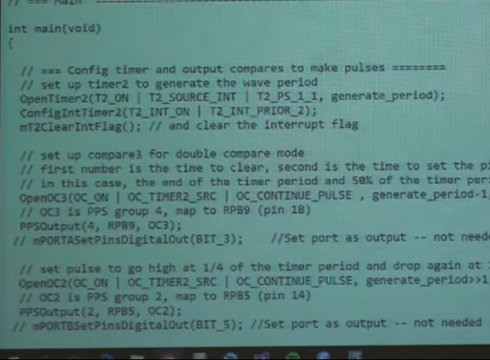 // === Main
int main(void)
{
// === Config timer and output compares to make pulses ========
// set up timer2 to generate the wave period
OpenTimer2(T2_ON | T2_SOURCE_INT | T2_PS_1_1, generate_period);
ConfigIntTimer2(T2_INT_ON | T2_INT_PRIOR_2);
mT2ClearIntFlag(); // and clear the interrupt flag
// set up compare3 for double compare mode
// first number is the time to clear, second is the time to set the
// in this case, the end of the timer period and 50% of the timer
OpenOC3(OC_ON | OC_TIMER2_SRC | OC_CONTINUE_PULSE , generate_period-1,
// OC3 is PPS group 4, map to RPB9 (pin 18)
PPSOutput(4, RPB9, OC3);
// mPORTASetPinsDigitalOut(BIT_3); //Set port as output -- not
// set pulse to go high at 1/4 of the timer period and drop again at
OpenOC2(OC_ON | OC_TIMER2_SRC | OC_CONTINUE_PULSE, generate_period>>1
// OC2 is PPS group 2, map to RPB5 (pin 14)
PPSOutput(2, RPB5, OC2);
// mPORTBSetPinsDigitalOut(BIT_5); //Set port as output -- not needed